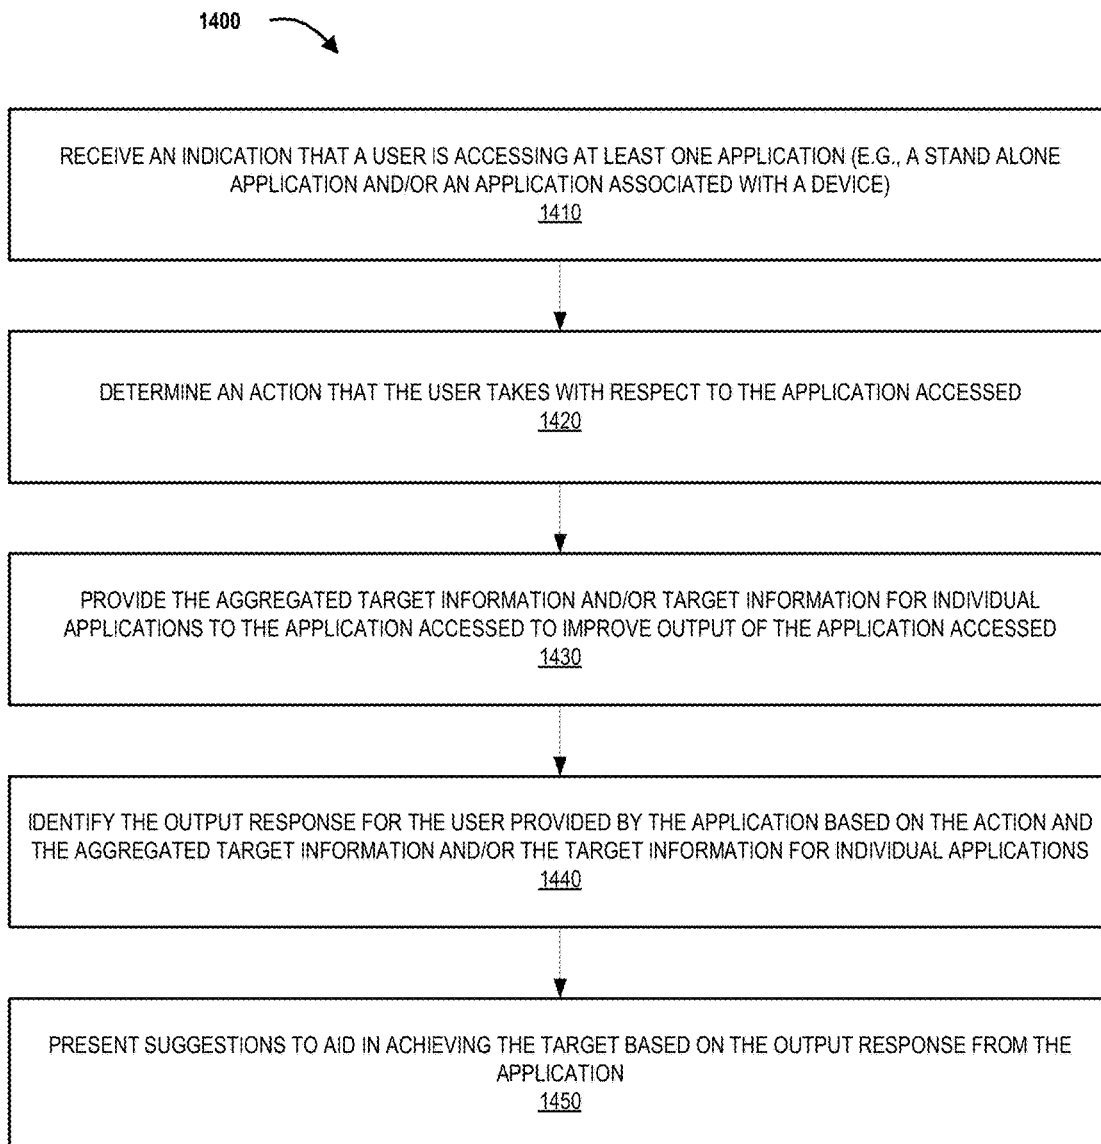 1400
RECEIVE AN INDICATION THAT A USER IS ACCESSING AT LEAST ONE APPLICATION (E.G., A STAND ALONE
APPLICATION AND/OR AN APPLICATION ASSOCIATED WITH A DEVICE)
1410
DETERMINE AN ACTION THAT THE USER TAKES WITH RESPECT TO THE APPLICATION ACCESSED
1420
PROVIDE THE AGGREGATED TARGET INFORMATION AND/OR TARGET INFORMATION FOR INDIVIDUAL
APPLICATIONS TO THE APPLICATION ACCESSED TO IMPROVE OUTPUT OF THE APPLICATION ACCESSED
1430
IDENTIFY THE OUTPUT RESPONSE FOR THE USER PROVIDED BY THE APPLICATION BASED ON THE ACTION AND
THE AGGREGATED TARGET INFORMATION AND/OR THE TARGET INFORMATION FOR INDIVIDUAL APPLICATIONS
1440
PRESENT SUGGESTIONS TO AID IN ACHIEVING THE TARGET BASED ON THE OUTPUT RESPONSE FROM THE
APPLICATION
1450